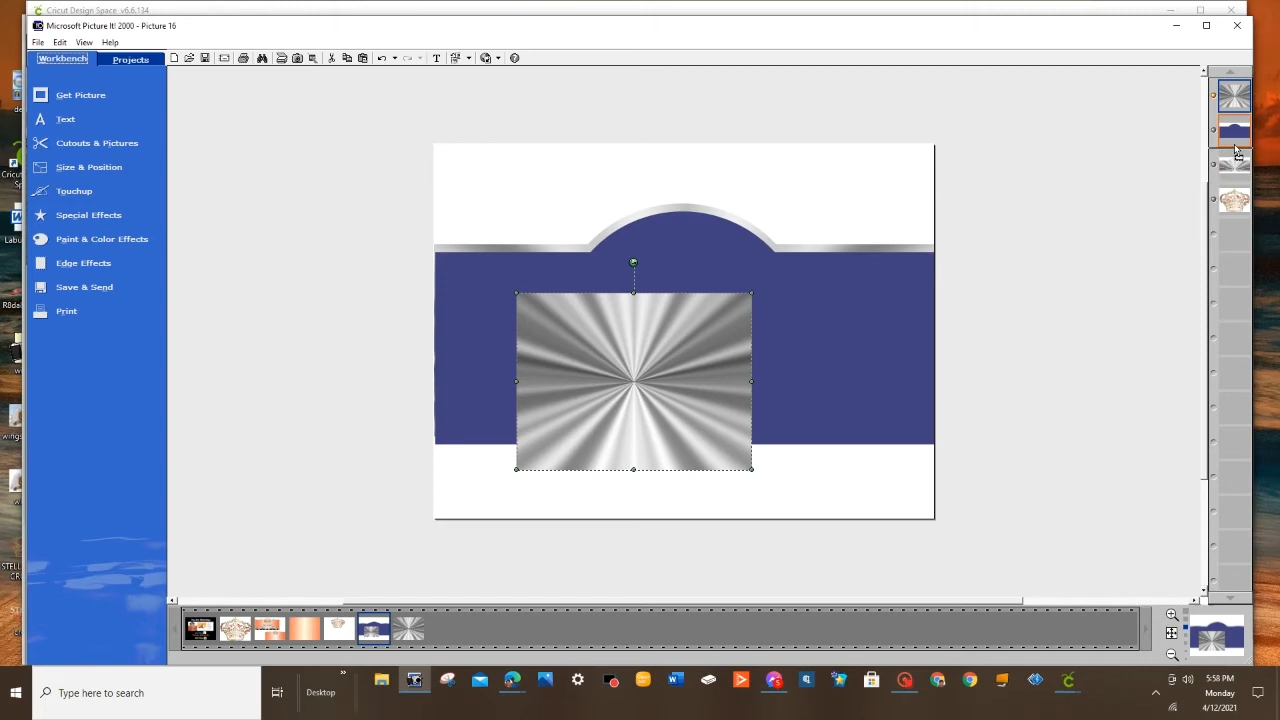 Cricut Design Space v6.6.134
Microsoft Picture It! 2000 - Picture 16
File Edit View Help
Workbench Projects
Get Picture
Text
Cutouts & Pictures
Size & Position
Touchup
Special Effects
Paint & Color Effects
Edge Effects
Save & Send
Print
Type here to search
Desktop
5:58 PM
Monday
4/12/2021